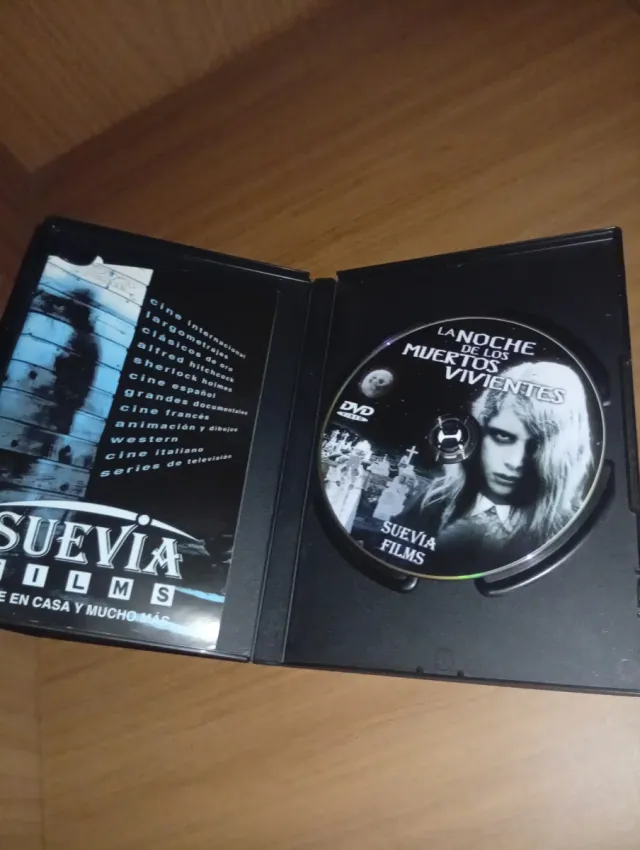 cine internacional
largometrajes
clásicos de oro
alfred hitchcock
sherlock holmes
cine español
grandes documentales
cine francés
animación y dibujos
western
cine italiano
series de televisión
SUEVIA
FILMS
E EN CASA Y MUCHO MÁS
LA NOCHE
DE LOS
MUERTOS
VIVIENTES
DVD
VIDEO
SUEVIA
FILMS